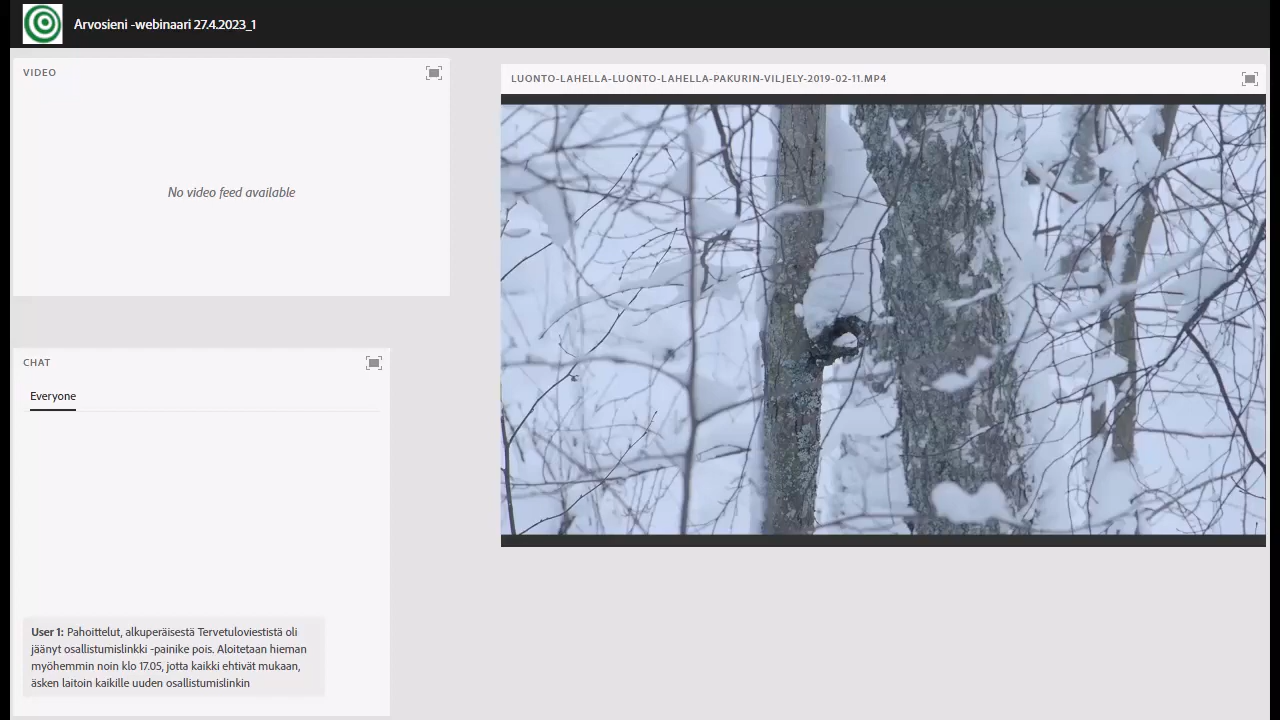 Arvosieni -webinaari 27.4.2023_1
VIDEO
No video feed available
LUONTO-LAHELLA-LUONTO-LAHELLA-PAKURIN-VILJELY-2019-02-11.MP4
CHAT
Everyone
User 1: Pahoittelut, alkuperäisestä Tervetuloviestistä oli
jäänyt osallistumislinkki -painike pois. Aloitetaan hieman
myöhemmin noin klo 17.05, jotta kaikki ehtivät mukaan,
äsken laitoin kaikille uuden osallistumislinkin